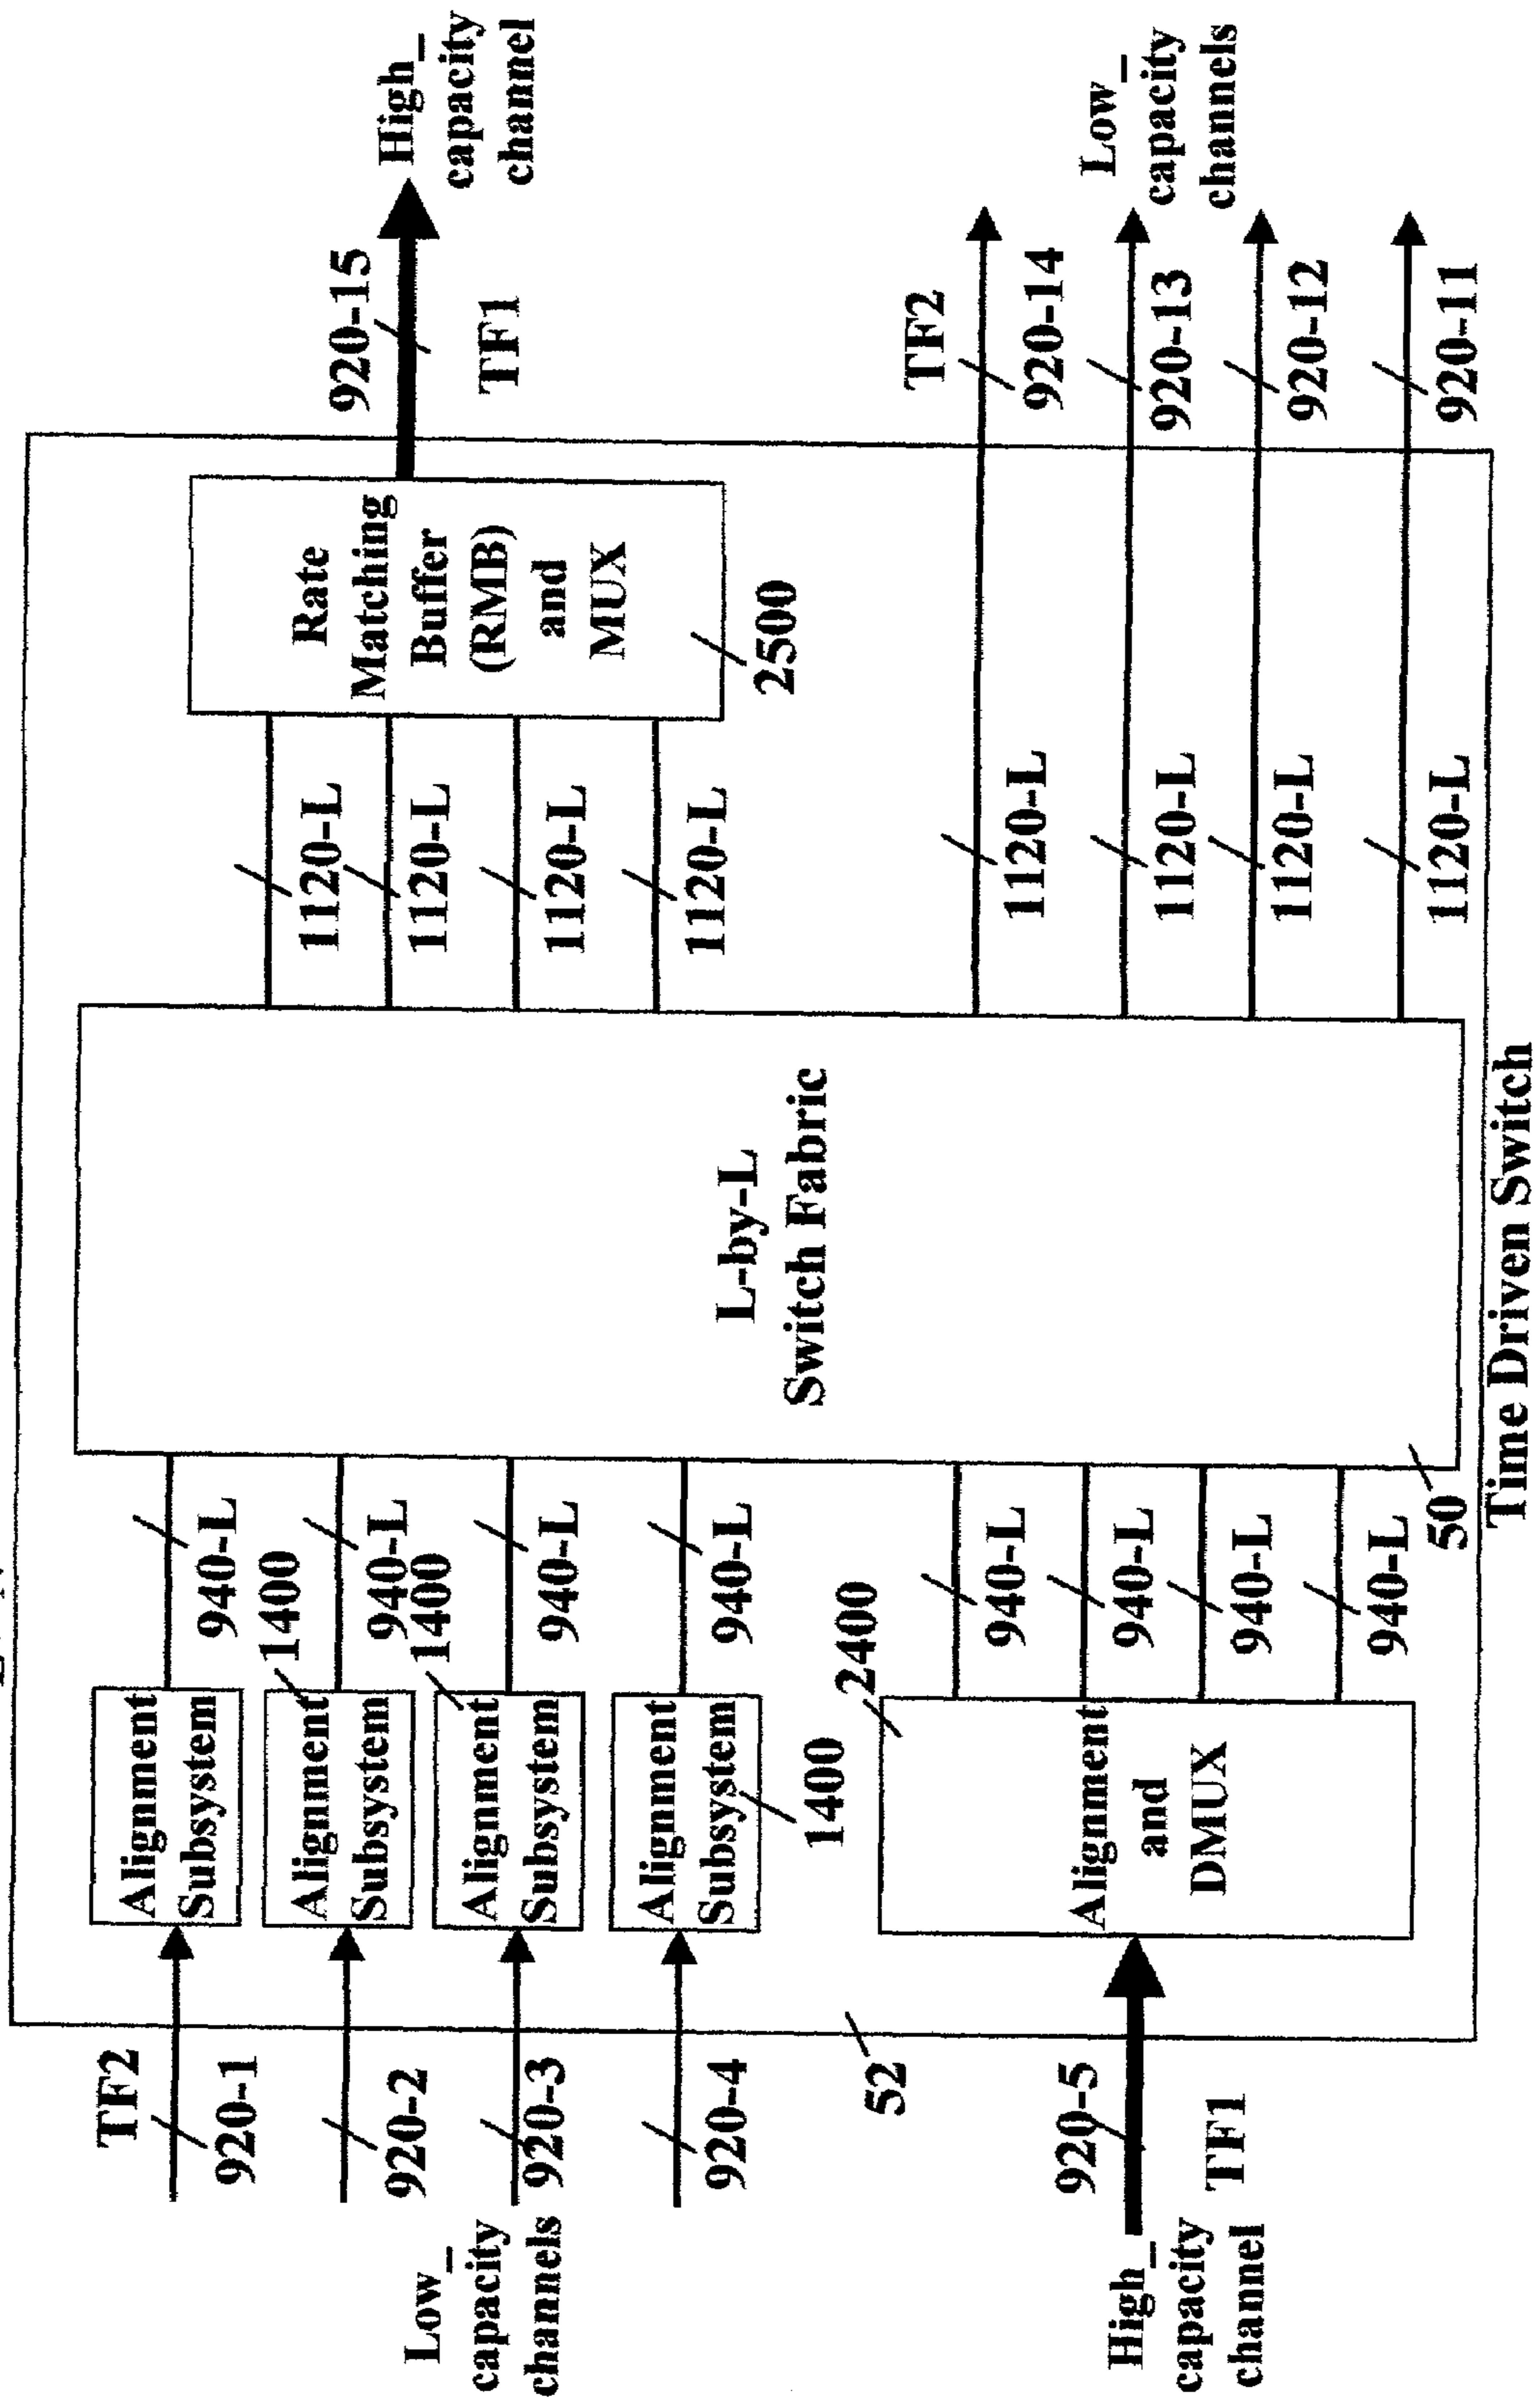 TF2
920-1
920-2
Low_
capacity
channels
920-3
920-4
High_
capacity
channel
920-5
TF1
52
Alignment
Subsystem
Alignment
Subsystem
1400
Alignment
Subsystem
1400
Alignment
Subsystem
1400
Alignment
and
DMUX
2400
940-L
940-L
940-L
940-L
940-L
940-L
940-L
940-L
L-by-L
Switch Fabric
50
1120-L
1120-L
1120-L
1120-L
1120-L
1120-L
1120-L
1120-L
Rate
Matching
Buffer
(RMB)
and
MUX
2500
920-15
TF1
High_
capacity
channel
TF2
920-14
920-13
920-12
920-11
Low_
capacity
channels
Time Driven Switch